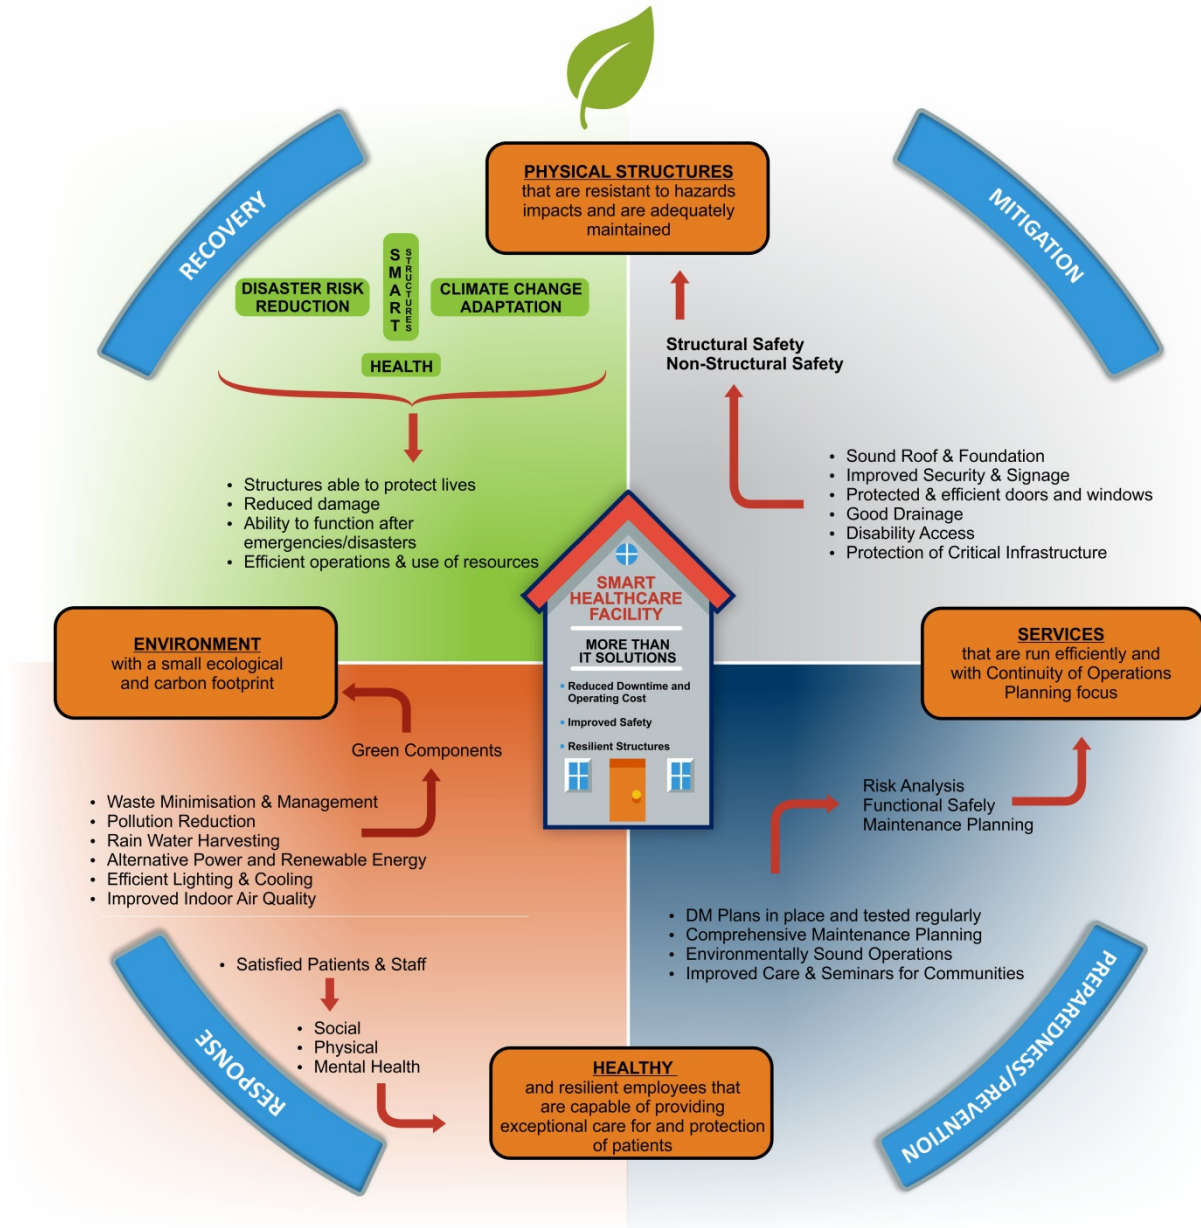 PHYSICAL STRUCTURES
that are resistant to hazards
impacts and are adequately
maintained
RECOVERY
MITIGATION
SMART
STRUCTURES
DISASTER RISK
REDUCTION
CLIMATE CHANGE
ADAPTATION
HEALTH
• Structures able to protect lives
• Reduced damage
• Ability to function after
emergencies/disasters
• Efficient operations & use of resources
Structural Safety
Non-Structural Safety
• Sound Roof & Foundation
• Improved Security & Signage
• Protected & efficient doors and windows
• Good Drainage
• Disability Access
• Protection of Critical Infrastructure
SMART
HEALTHCARE
FACILITY
MORE THAN
IT SOLUTIONS
• Reduced Downtime and
Operating Cost
• Improved Safety
• Resilient Structures
ENVIRONMENT
with a small ecological
and carbon footprint
Green Components
• Waste Minimisation & Management
• Pollution Reduction
• Rain Water Harvesting
• Alternative Power and Renewable Energy
• Efficient Lighting & Cooling
• Improved Indoor Air Quality
SERVICES
that are run efficiently and
with Continuity of Operations
Planning focus
Risk Analysis
Functional Safely
Maintenance Planning
• DM Plans in place and tested regularly
• Comprehensive Maintenance Planning
• Environmentally Sound Operations
• Improved Care & Seminars for Communities
• Satisfied Patients & Staff
• Social
• Physical
• Mental Health
RESPONSE
HEALTHY
and resilient employees that
are capable of providing
exceptional care for and protection
of patients
PREPAREDNESS/PREVENTION